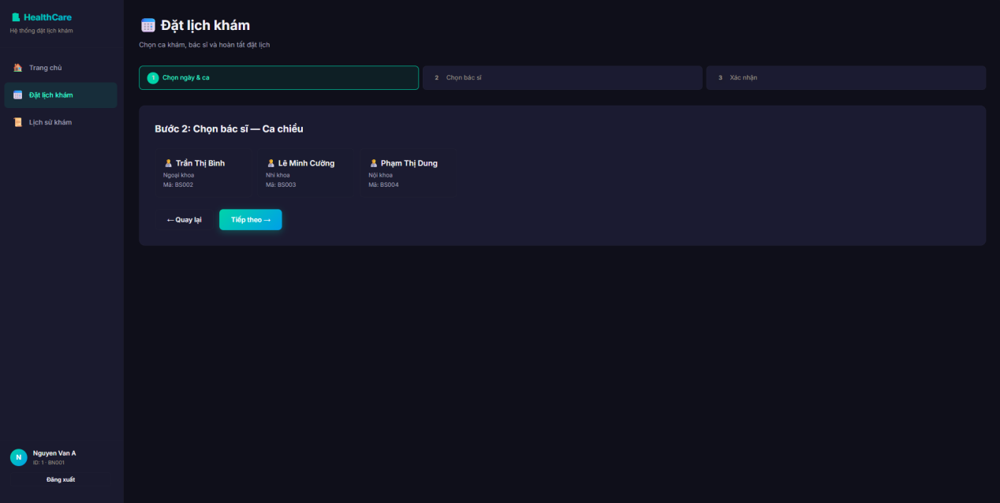 HealthCare
Hệ thống đặt lịch khám
Trang chủ
Đặt lịch khám
Lịch sử khám
Nguyen Van A
N
ID: 1 · BN001
Đăng xuất
Đặt lịch khám
Chọn ca khám, bác sĩ và hoàn tất đặt lịch
1 Chọn ngày & ca
2 Chọn bác sĩ
3 Xác nhận
Bước 2: Chọn bác sĩ — Ca chiều
Trần Thị Bình
Ngoại khoa
Mã: BS002
Lê Minh Cường
Nhi khoa
Mã: BS003
Phạm Thị Dung
Nội khoa
Mã: BS004
← Quay lại
Tiếp theo →